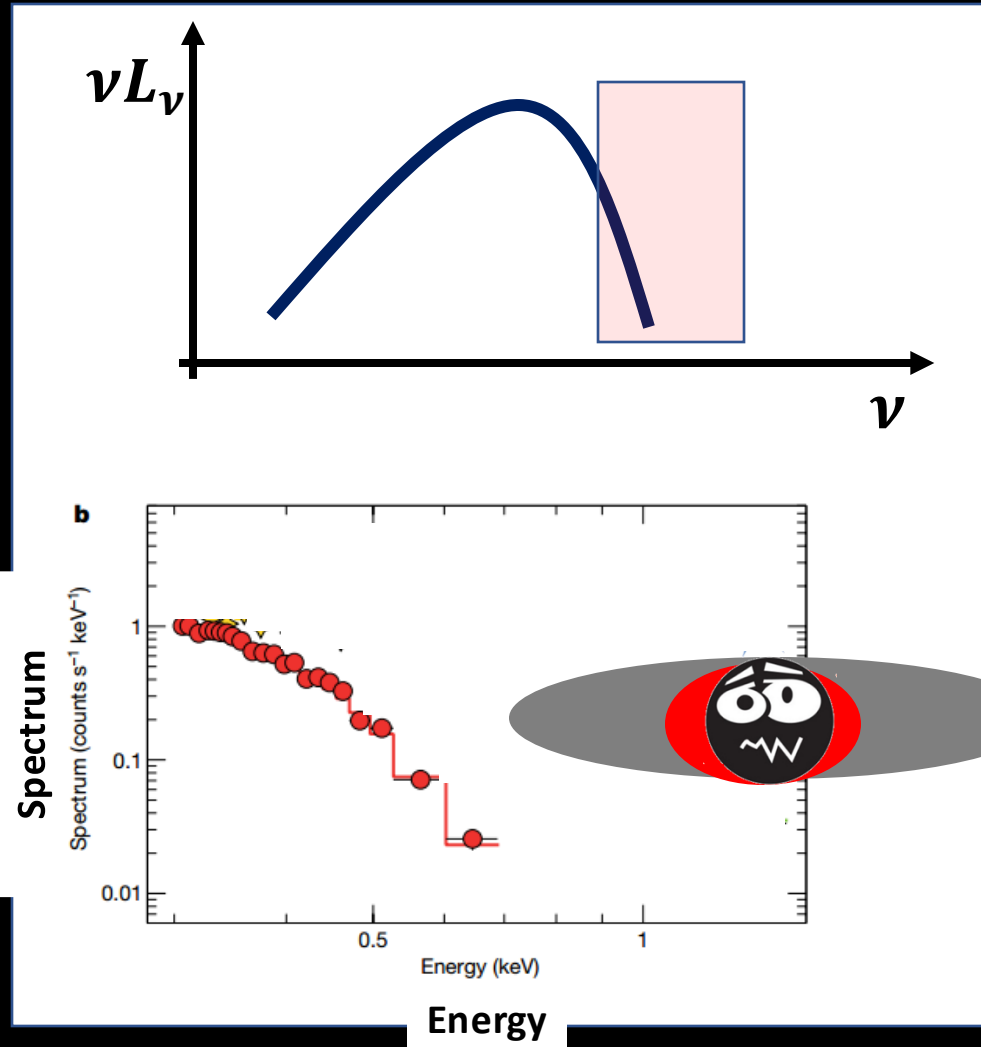 νL_ν
ν
b
Spectrum
Spectrum (counts s⁻¹ keV⁻¹)
1
0.1
0.01
0.5
1
Energy (keV)
Energy